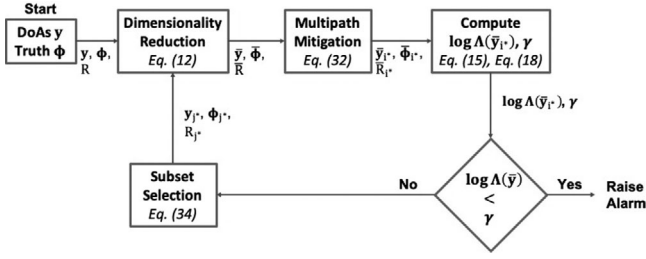 Start
DoAs y
Truth ϕ
y, ϕ,
R
Dimensionality
Reduction
Eq. (12)
ȳ, ϕ̄,
R̄
Multipath
Mitigation
Eq. (32)
ȳᵢ*, ϕ̄ᵢ*,
R̄ᵢ*
Compute
log Λ(ȳᵢ*), γ
Eq. (15), Eq. (18)
log Λ(ȳᵢ*), γ
log Λ(ȳ)
<
γ
Yes
Raise
Alarm
No
Subset
Selection
Eq. (34)
yⱼ*, ϕⱼ*,
Rⱼ*